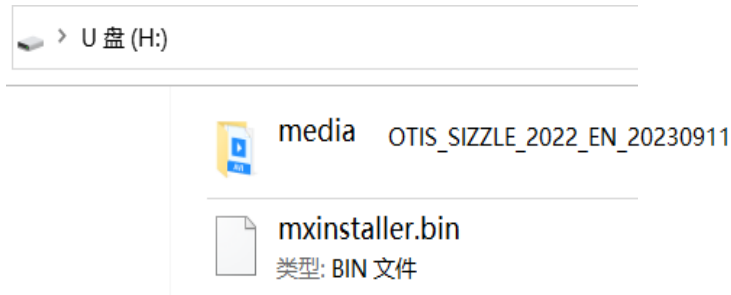 U 盘 (H:)
media OTIS_SIZZLE_2022_EN_20230911
AVI
mxinstaller.bin
类型: BIN 文件